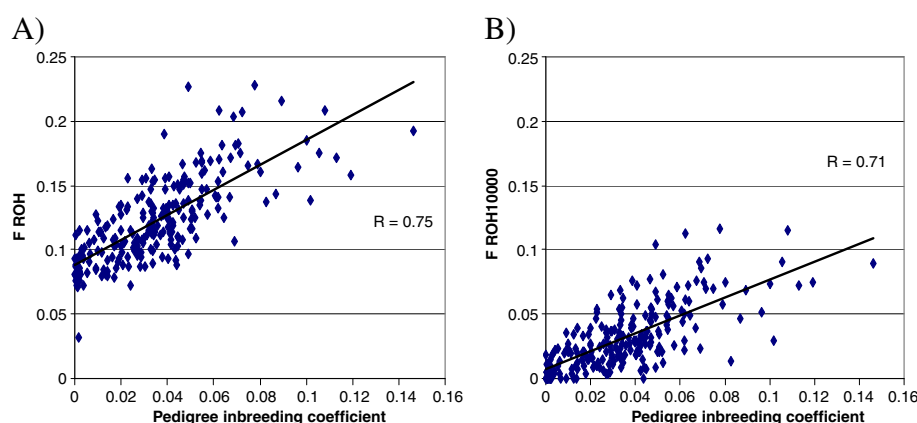 A)
F ROH
0.25
0.2
0.15
0.1
0.05
0
0 0.02 0.04 0.06 0.08 0.1 0.12 0.14 0.16
Pedigree inbreeding coefficient
R = 0.75
B)
F ROH10000
0.25
0.2
0.15
0.1
0.05
0
0 0.02 0.04 0.06 0.08 0.1 0.12 0.14 0.16
Pedigree inbreeding coefficient
R = 0.71